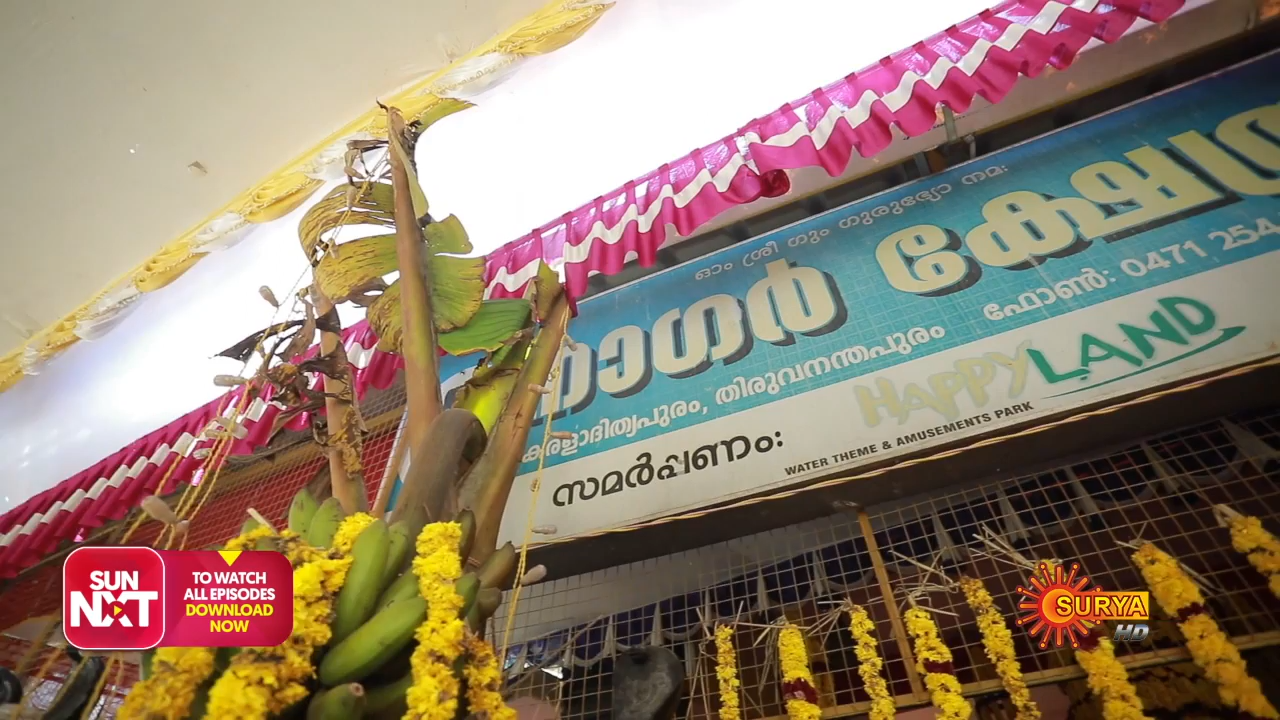 ഓം ശ്രീ ഗും ഗുരുഭ്യോ നമഃ
നാഗർ
ഫോൺ: 0471 254
തിരുവനന്തപുരം
HAPPY LAND
WATER THEME & AMUSEMENTS PARK
സമർപ്പണം:
SUN NXT
TO WATCH
ALL EPISODES
DOWNLOAD
NOW
SURYA
HD